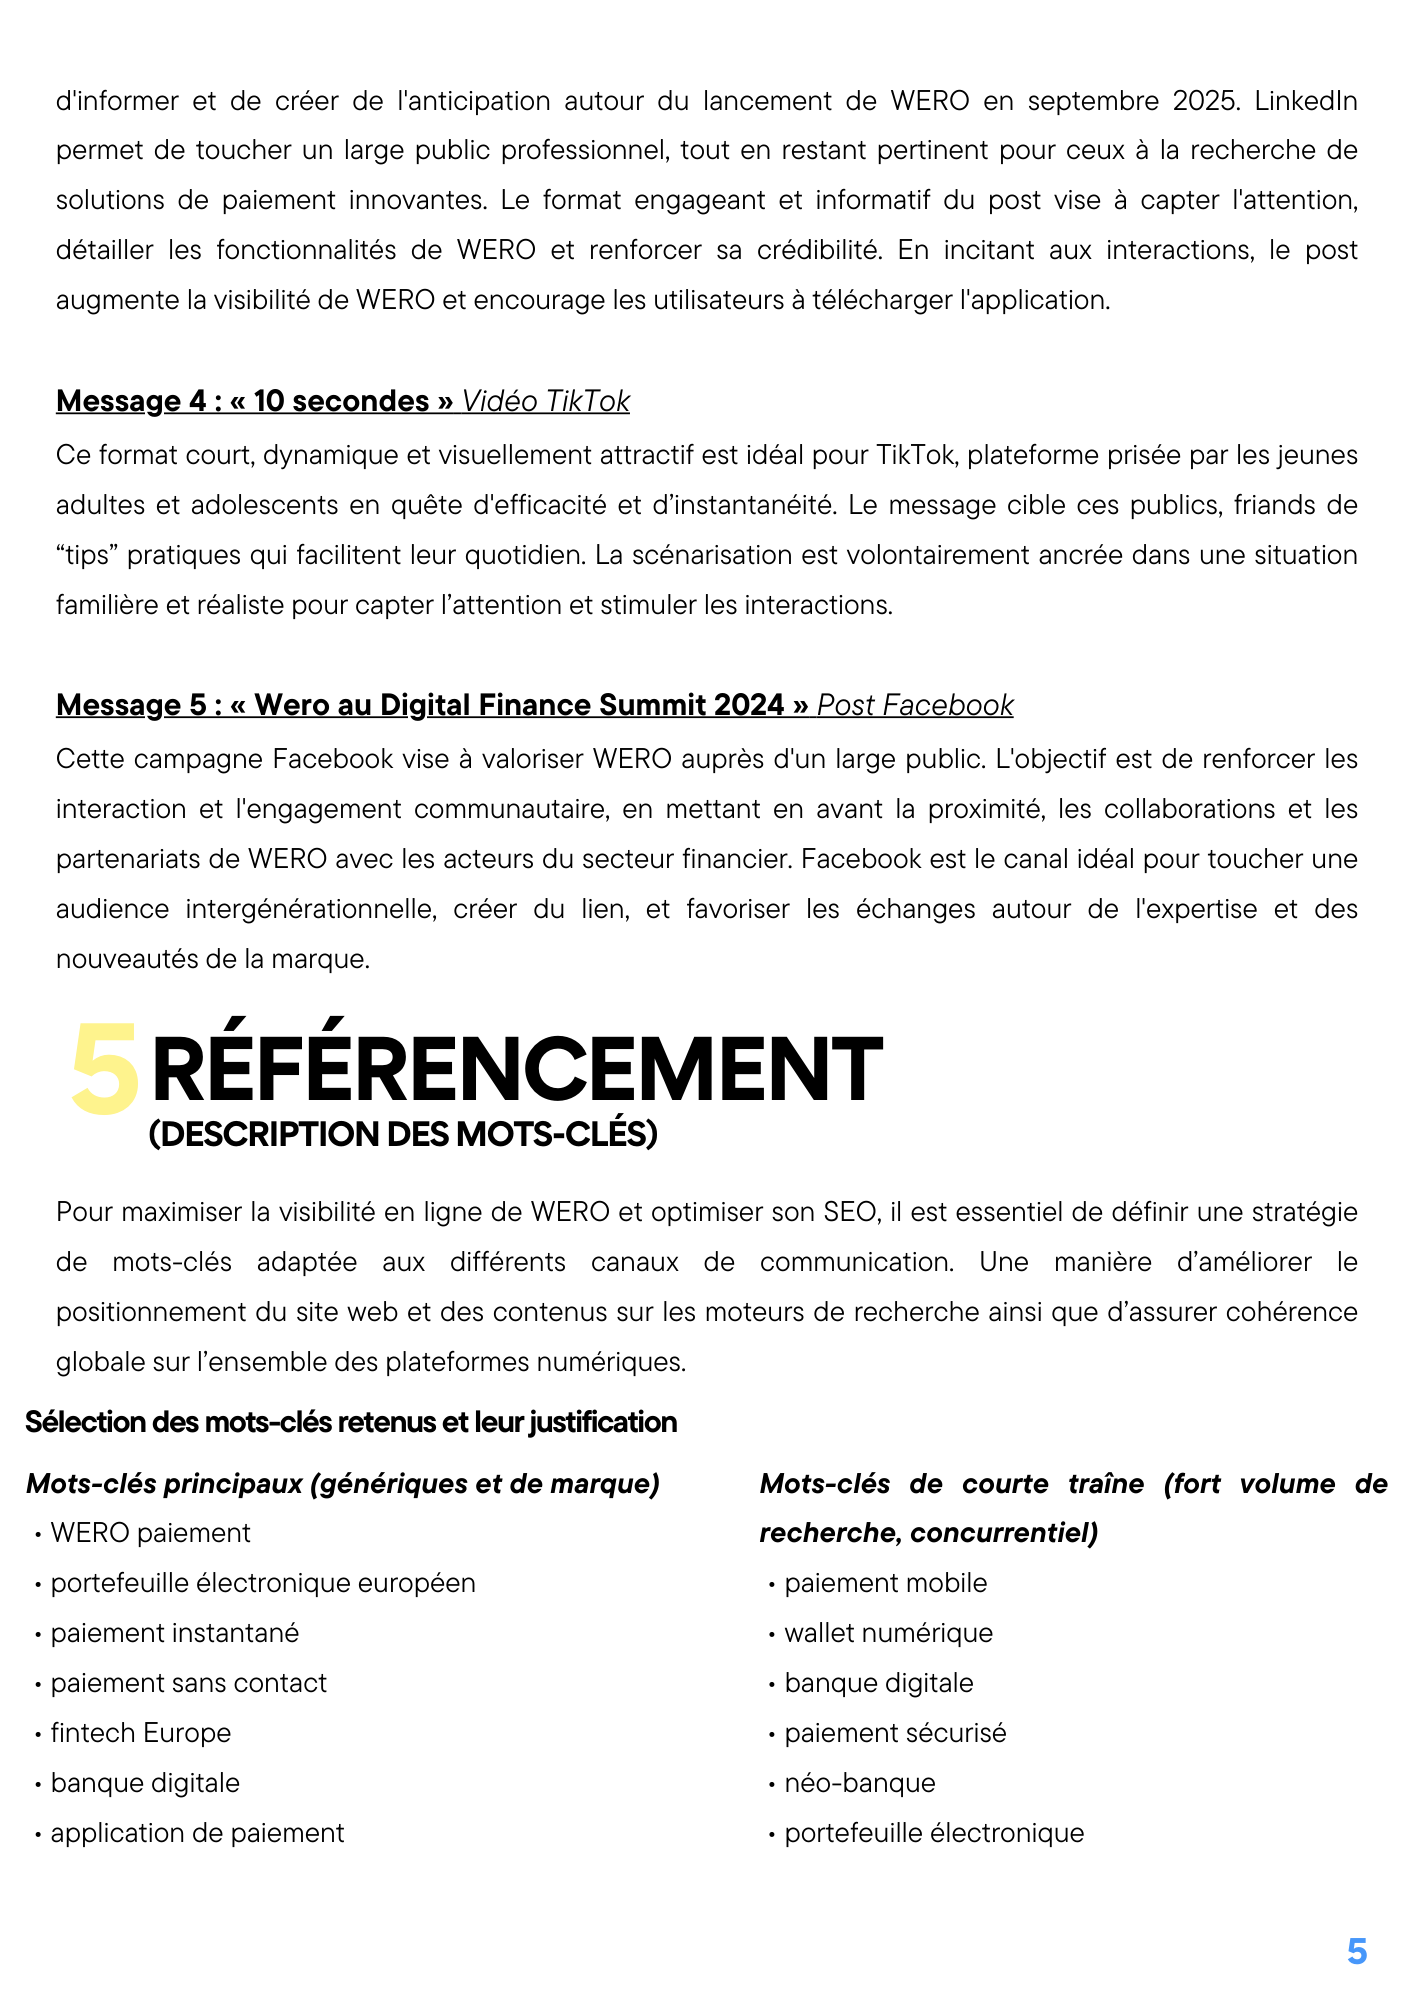 d'informer et de créer de l'anticipation autour du lancement de WERO en septembre 2025. LinkedIn
permet de toucher un large public professionnel, tout en restant pertinent pour ceux à la recherche de
solutions de paiement innovantes. Le format engageant et informatif du post vise à capter l'attention,
détailler les fonctionnalités de WERO et renforcer sa crédibilité. En incitant aux interactions, le post
augmente la visibilité de WERO et encourage les utilisateurs à télécharger l'application.
Message 4 : « 10 secondes » Vidéo TikTok
Ce format court, dynamique et visuellement attractif est idéal pour TikTok, plateforme prisée par les jeunes
adultes et adolescents en quête d'efficacité et d’instantanéité. Le message cible ces publics, friands de
“tips” pratiques qui facilitent leur quotidien. La scénarisation est volontairement ancrée dans une situation
familière et réaliste pour capter l’attention et stimuler les interactions.
Message 5 : « Wero au Digital Finance Summit 2024 » Post Facebook
Cette campagne Facebook vise à valoriser WERO auprès d'un large public. L'objectif est de renforcer les
interaction et l'engagement communautaire, en mettant en avant la proximité, les collaborations et les
partenariats de WERO avec les acteurs du secteur financier. Facebook est le canal idéal pour toucher une
audience intergénérationnelle, créer du lien, et favoriser les échanges autour de l'expertise et des
nouveautés de la marque.
5 RÉFÉRENCEMENT
(DESCRIPTION DES MOTS-CLÉS)
Pour maximiser la visibilité en ligne de WERO et optimiser son SEO, il est essentiel de définir une stratégie
de mots-clés adaptée aux différents canaux de communication. Une manière d’améliorer le
positionnement du site web et des contenus sur les moteurs de recherche ainsi que d’assurer cohérence
globale sur l’ensemble des plateformes numériques.
Sélection des mots-clés retenus et leur justification
Mots-clés principaux (génériques et de marque)
• WERO paiement
• portefeuille électronique européen
• paiement instantané
• paiement sans contact
• fintech Europe
• banque digitale
• application de paiement
Mots-clés de courte traîne (fort volume de
recherche, concurrentiel)
• paiement mobile
• wallet numérique
• banque digitale
• paiement sécurisé
• néo-banque
• portefeuille électronique
5